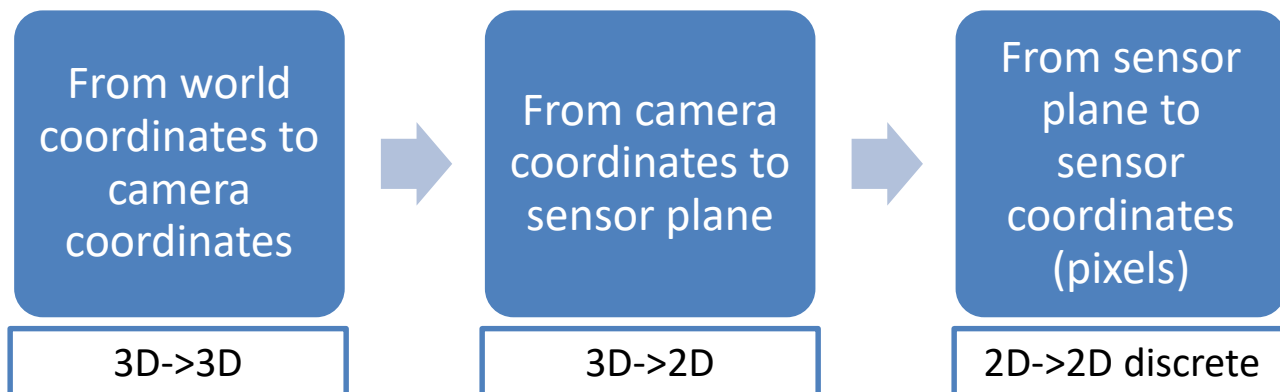 From world
coordinates to
camera
coordinates
3D->3D
From camera
coordinates to
sensor plane
3D->2D
From sensor
plane to
sensor
coordinates
(pixels)
2D->2D discrete